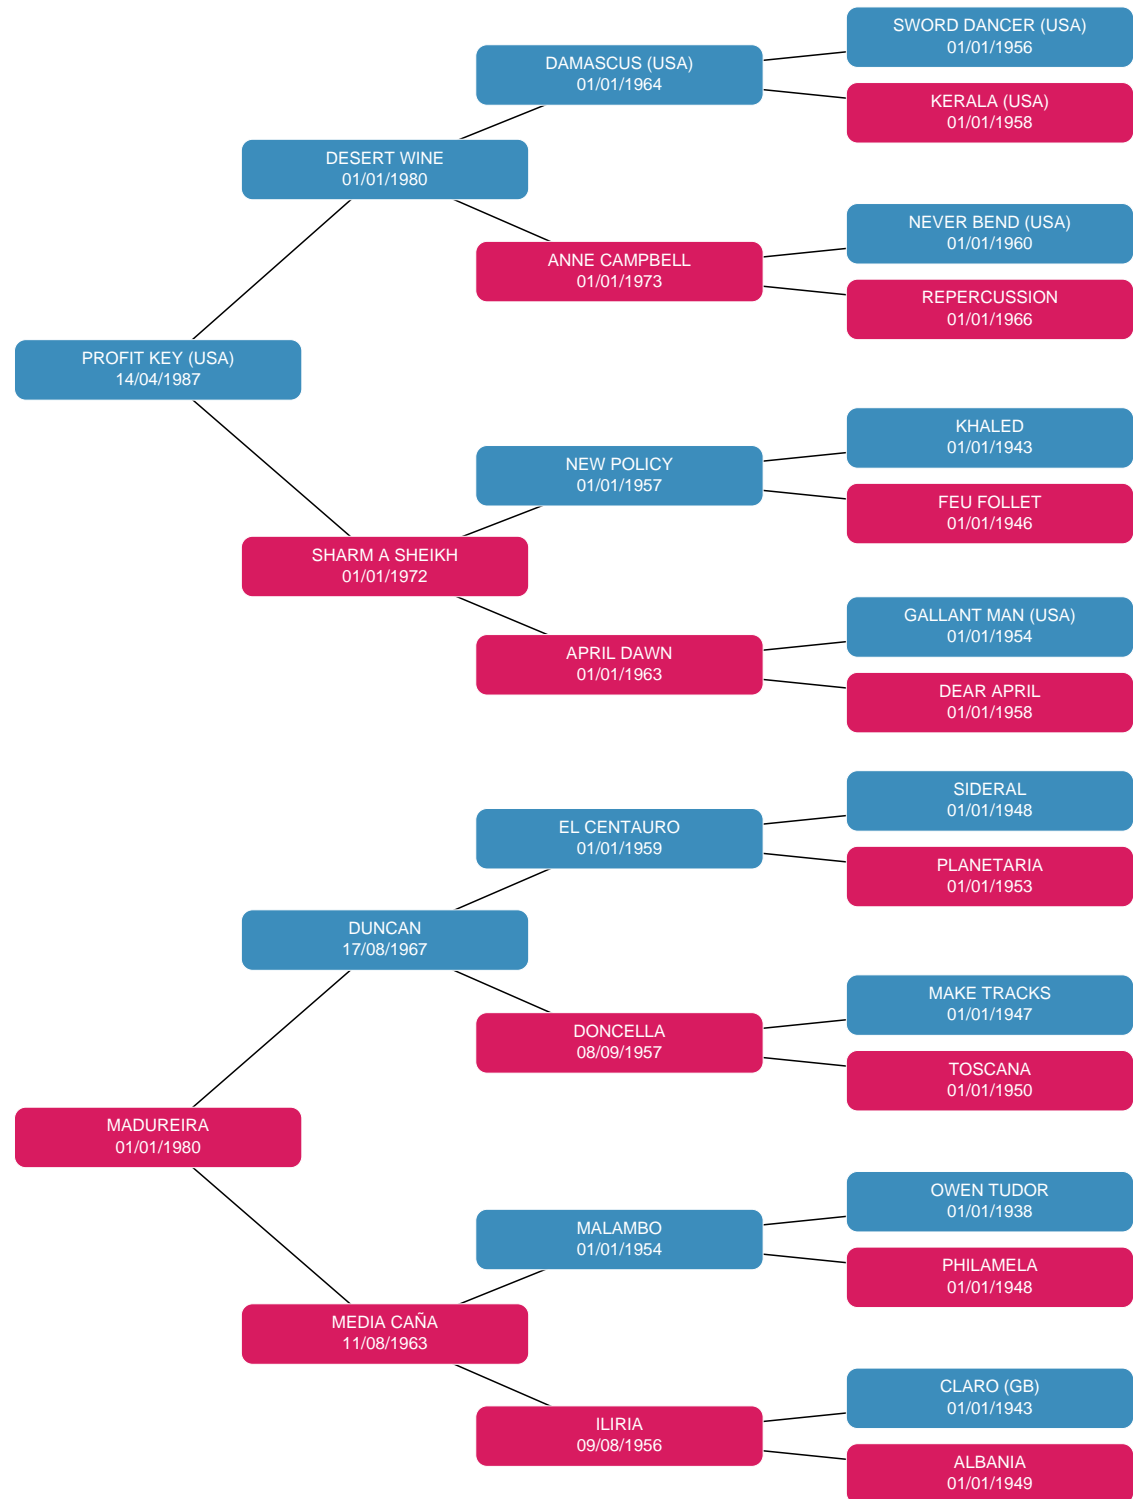 SWORD DANCER (USA)
01/01/1956
DAMASCUS (USA)
01/01/1964
KERALA (USA)
01/01/1958
DESERT WINE
01/01/1980
NEVER BEND (USA)
01/01/1960
ANNE CAMPBELL
01/01/1973
REPERCUSSION
01/01/1966
PROFIT KEY (USA)
14/04/1987
KHALED
01/01/1943
NEW POLICY
01/01/1957
FEU FOLLET
01/01/1946
SHARM A SHEIKH
01/01/1972
GALLANT MAN (USA)
01/01/1954
APRIL DAWN
01/01/1963
DEAR APRIL
01/01/1958
SIDERAL
01/01/1948
EL CENTAURO
01/01/1959
PLANETARIA
01/01/1953
DUNCAN
17/08/1967
MAKE TRACKS
01/01/1947
DONCELLA
08/09/1957
TOSCANA
01/01/1950
MADUREIRA
01/01/1980
OWEN TUDOR
01/01/1938
MALAMBO
01/01/1954
PHILAMELA
01/01/1948
MEDIA CAÑA
11/08/1963
CLARO (GB)
01/01/1943
ILIRIA
09/08/1956
ALBANIA
01/01/1949